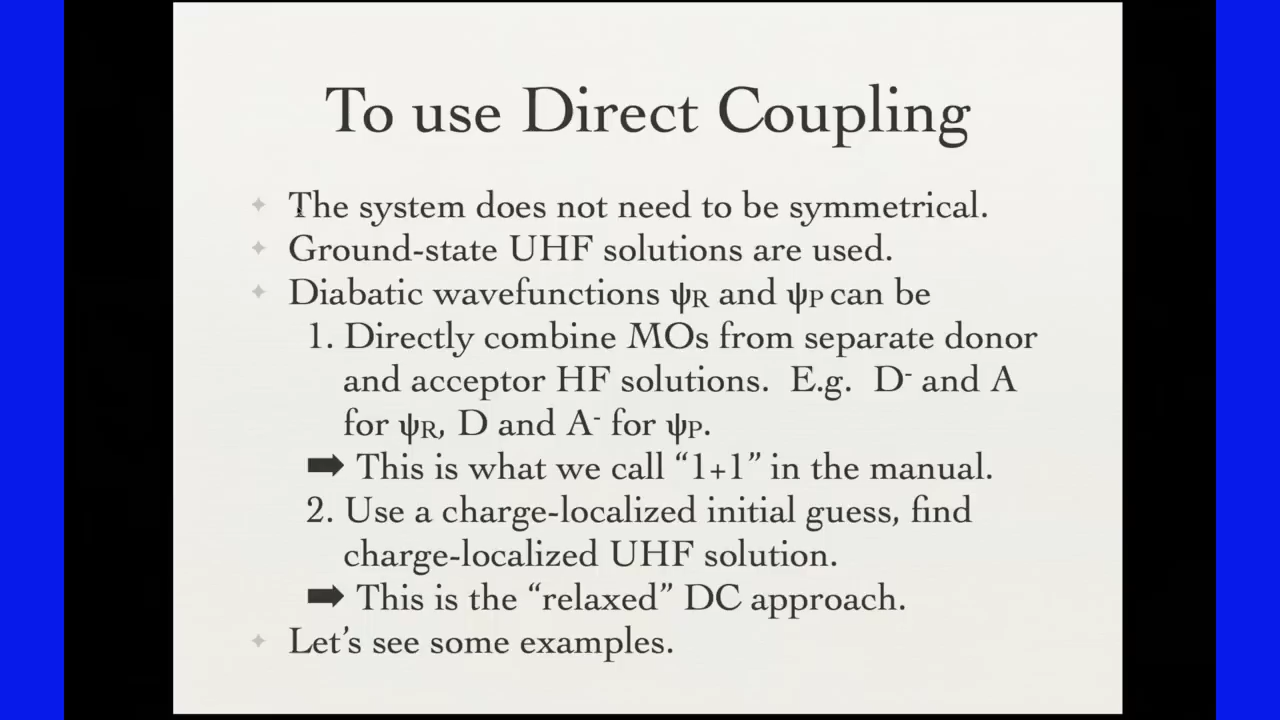 To use Direct Coupling
The system does not need to be symmetrical.
Ground-state UHF solutions are used.
Diabatic wavefunctions ψR and ψP can be
1. Directly combine MOs from separate donor
and acceptor HF solutions. E.g. D- and A
for ψR, D and A- for ψP.
➡ This is what we call “1+1” in the manual.
2. Use a charge-localized initial guess, find
charge-localized UHF solution.
➡ This is the “relaxed” DC approach.
Let’s see some examples.